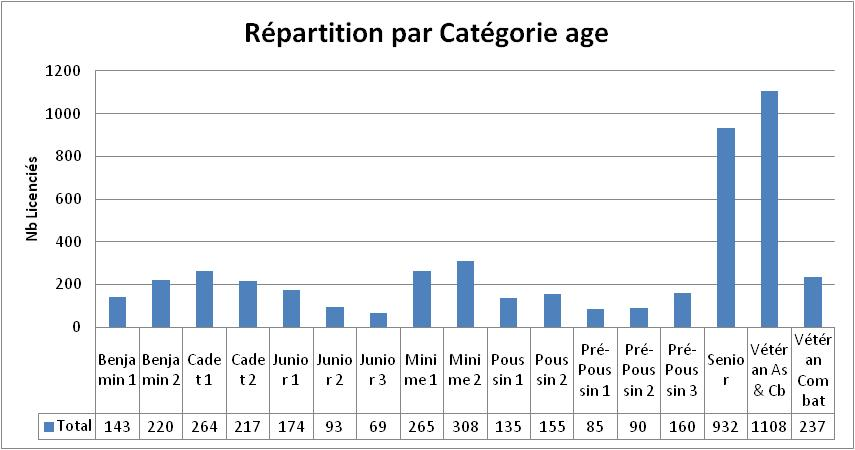 Répartition par Catégorie age
1200
1000
800
600
400
200
0
Nb Licenciés
Benja Benja Cade Cade Junio Junio Junio Mini Mini Pous Pous Pré- Pré- Pré- Senio Vétér Vétér
min 1 min 2 t 1 t 2 r 1 r 2 r 3 me 1 me 2 sin 1 sin 2 Pous Pous Pous r an As an
sin 1 sin 2 sin 3 & Cb Com
bat
Total 143 220 264 217 174 93 69 265 308 135 155 85 90 160 932 1108 237